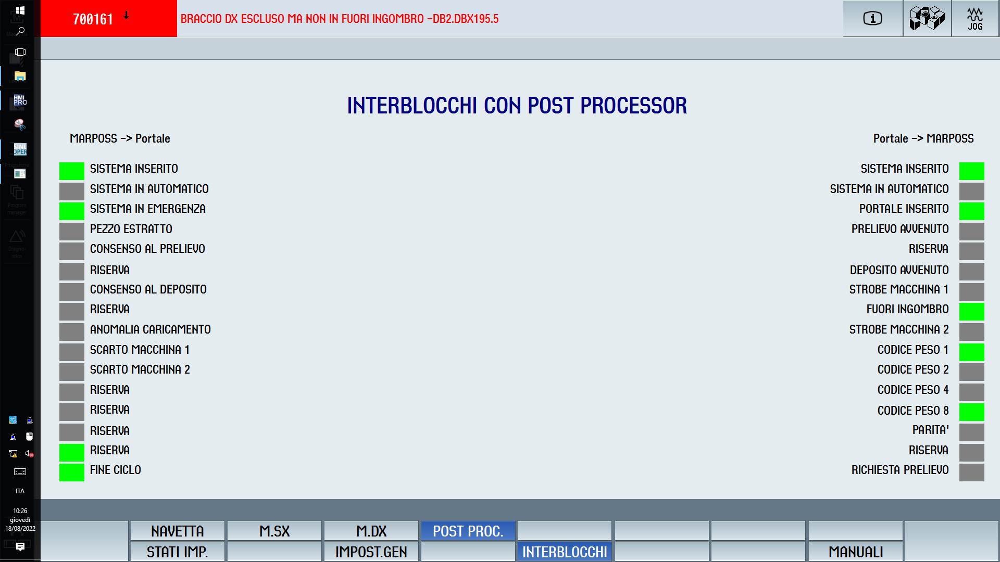 700161
BRACCIO DX ESCLUSO MA NON IN FUORI INGOMBRO -DB2.DBX195.5
JOG
INTERBLOCCHI CON POST PROCESSOR
MARPOSS -> Portale
Portale -> MARPOSS
SISTEMA INSERITO
SISTEMA IN AUTOMATICO
SISTEMA IN EMERGENZA
PEZZO ESTRATTO
CONSENSO AL PRELIEVO
RISERVA
CONSENSO AL DEPOSITO
RISERVA
ANOMALIA CARICAMENTO
SCARTO MACCHINA 1
SCARTO MACCHINA 2
RISERVA
RISERVA
RISERVA
RISERVA
FINE CICLO
SISTEMA INSERITO
SISTEMA IN AUTOMATICO
PORTALE INSERITO
PRELIEVO AVVENUTO
RISERVA
DEPOSITO AVVENUTO
STROBE MACCHINA 1
FUORI INGOMBRO
STROBE MACCHINA 2
CODICE PESO 1
CODICE PESO 2
CODICE PESO 4
CODICE PESO 8
PARITA'
RISERVA
RICHIESTA PRELIEVO
HMI
PRO
SINU
OPER
Programma
Program
manager
Diagno-
stica
ITA
10:26
giovedì
18/08/2022
NAVETTA
M.SX
M.DX
POST PROC.
STATI IMP.
IMPOST.GEN
INTERBLOCCHI
MANUALI